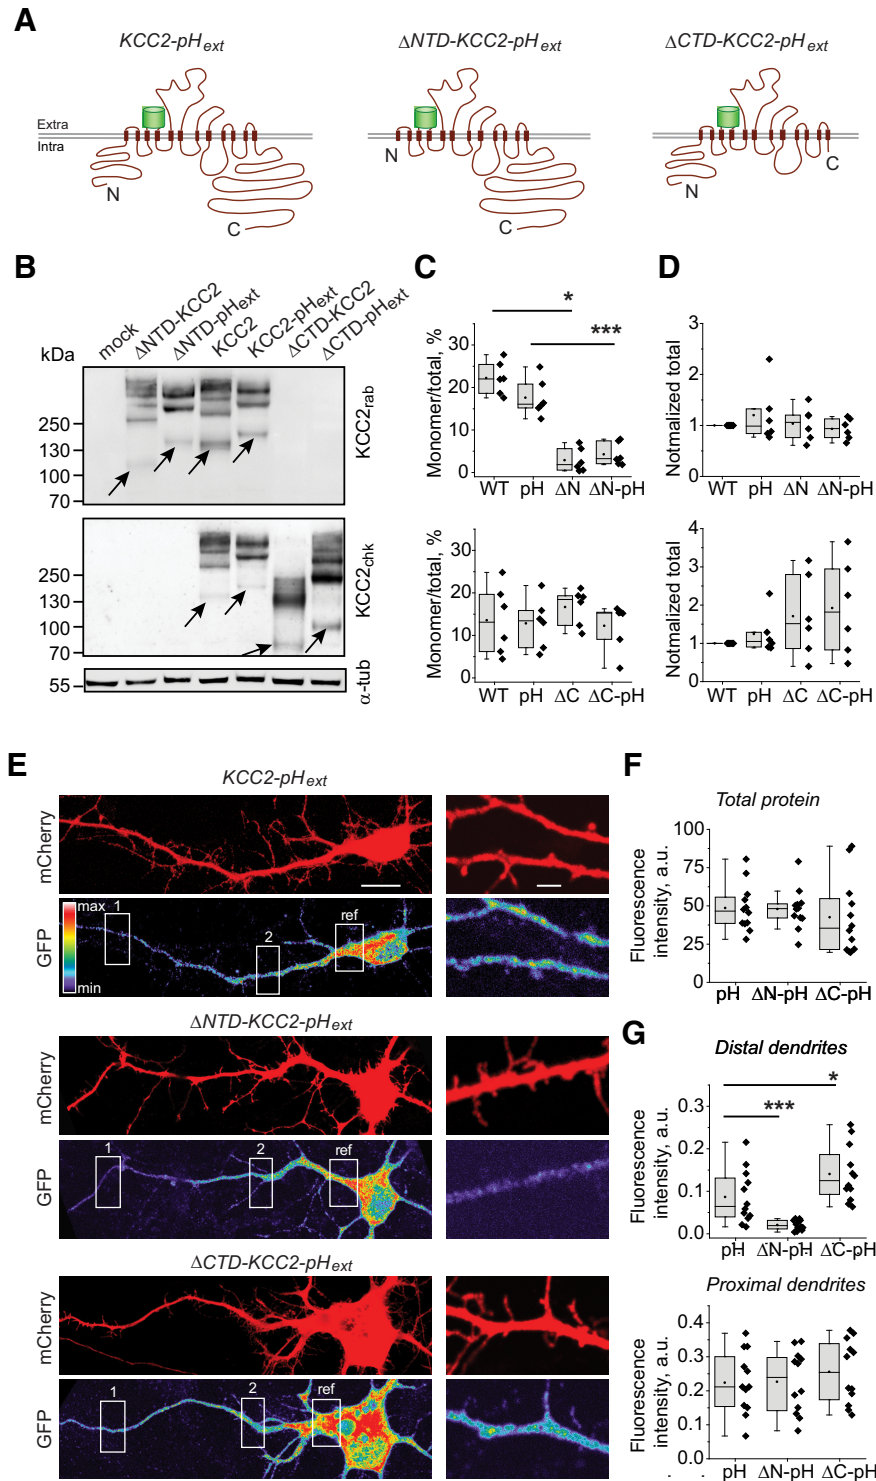 A
KCC2-pHext
ΔNTD-KCC2-pHext
ΔCTD-KCC2-pHext
Extra
Intra
N
C
N
C
N
C
B
mock
ΔNTD-KCC2
ΔNTD-pHext
KCC2
KCC2-pHext
ΔCTD-KCC2
ΔCTD-pHext
kDa
250
130
100
70
KCC2rab
250
130
100
70
KCC2chk
55
α-tub
C
*
***
Monomer/total, %
30
20
10
0
WT pH ΔN ΔN-pH
Monomer/total, %
30
20
10
0
WT pH ΔC ΔC-pH
D
Notmalized total
3
2
1
0
WT pH ΔN ΔN-pH
Notmalized total
4
3
2
1
0
WT pH ΔC ΔC-pH
E
KCC2-pHext
mCherry
GFP
max
min
1
2
ref
ΔNTD-KCC2-pHext
mCherry
GFP
1
2
ref
ΔCTD-KCC2-pHext
mCherry
GFP
1
2
ref
F
Total protein
Fluorescence
intensity, a.u.
100
75
50
25
0
pH ΔN-pH ΔC-pH
G
Distal dendrites
*
***
Fluorescence
intensity, a.u.
0.3
0.2
0.1
0.0
pH ΔN-pH ΔC-pH
Proximal dendrites
Fluorescence
intensity, a.u.
0.4
0.3
0.2
0.1
0.0
pH ΔN-pH ΔC-pH